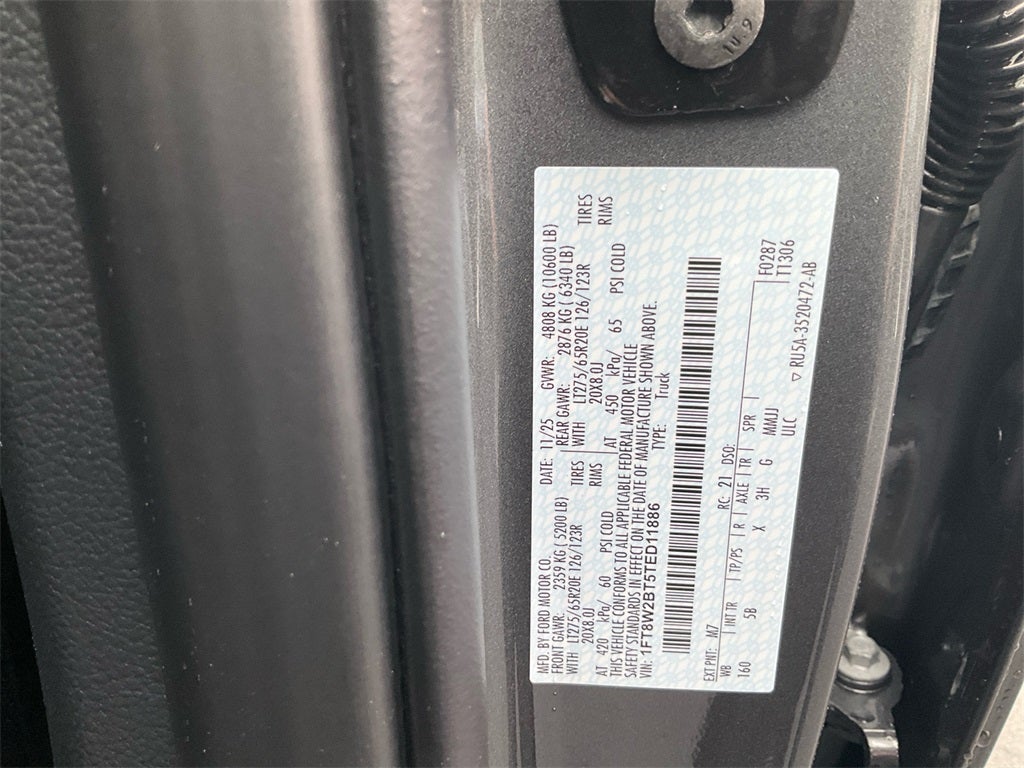 10.9
MFD. BY FORD MOTOR CO. DATE: 11/25 GVWR: 4808 KG (10600 LB)
FRONT GAWR: 2359 KG ( 5200 LB) REAR GAWR: 2876 KG ( 6340 LB)
WITH LT275/65R20E 126/123R TIRES WITH LT275/65R20E 126/123R TIRES
20X8.0J RIMS 20X8.0J RIMS
AT 420 kPa/ 60 PSI COLD AT 450 kPa/ 65 PSI COLD
THIS VEHICLE CONFORMS TO ALL APPLICABLE FEDERAL MOTOR VEHICLE
SAFETY STANDARDS IN EFFECT ON THE DATE OF MANUFACTURE SHOWN ABOVE.
VIN: 1FT8W2BT5TED11886 TYPE: Truck
EXT PNT: M7 RC: 21 DSO: F0287
WB INT TR TP/PS R AXLE TR SPR TT306
160 5B X 3H G MMJJ
ULC ▽ RU5A-3520472-AB